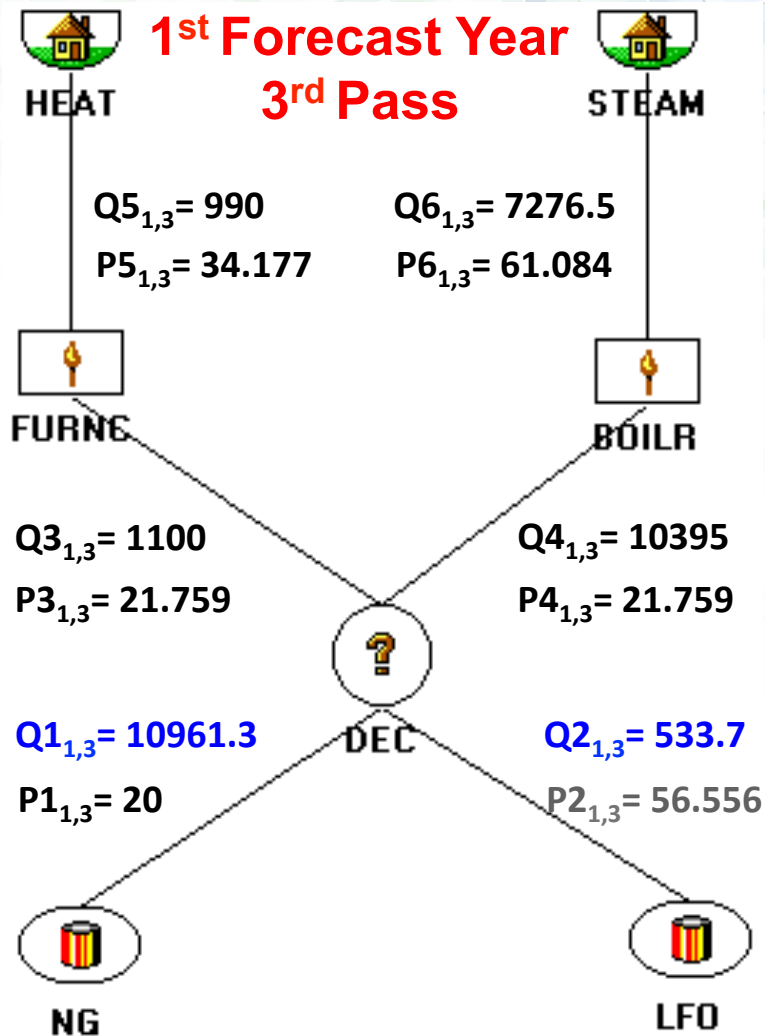 1st Forecast Year
3rd Pass
HEAT
STEAM
Q5₁,₃= 990
Q6₁,₃= 7276.5
P5₁,₃= 34.177
P6₁,₃= 61.084
FURNC
BOILR
Q3₁,₃= 1100
Q4₁,₃= 10395
P3₁,₃= 21.759
P4₁,₃= 21.759
?
Q1₁,₃= 10961.3
DEC
Q2₁,₃= 533.7
P1₁,₃= 20
P2₁,₃= 56.556
NG
LFO